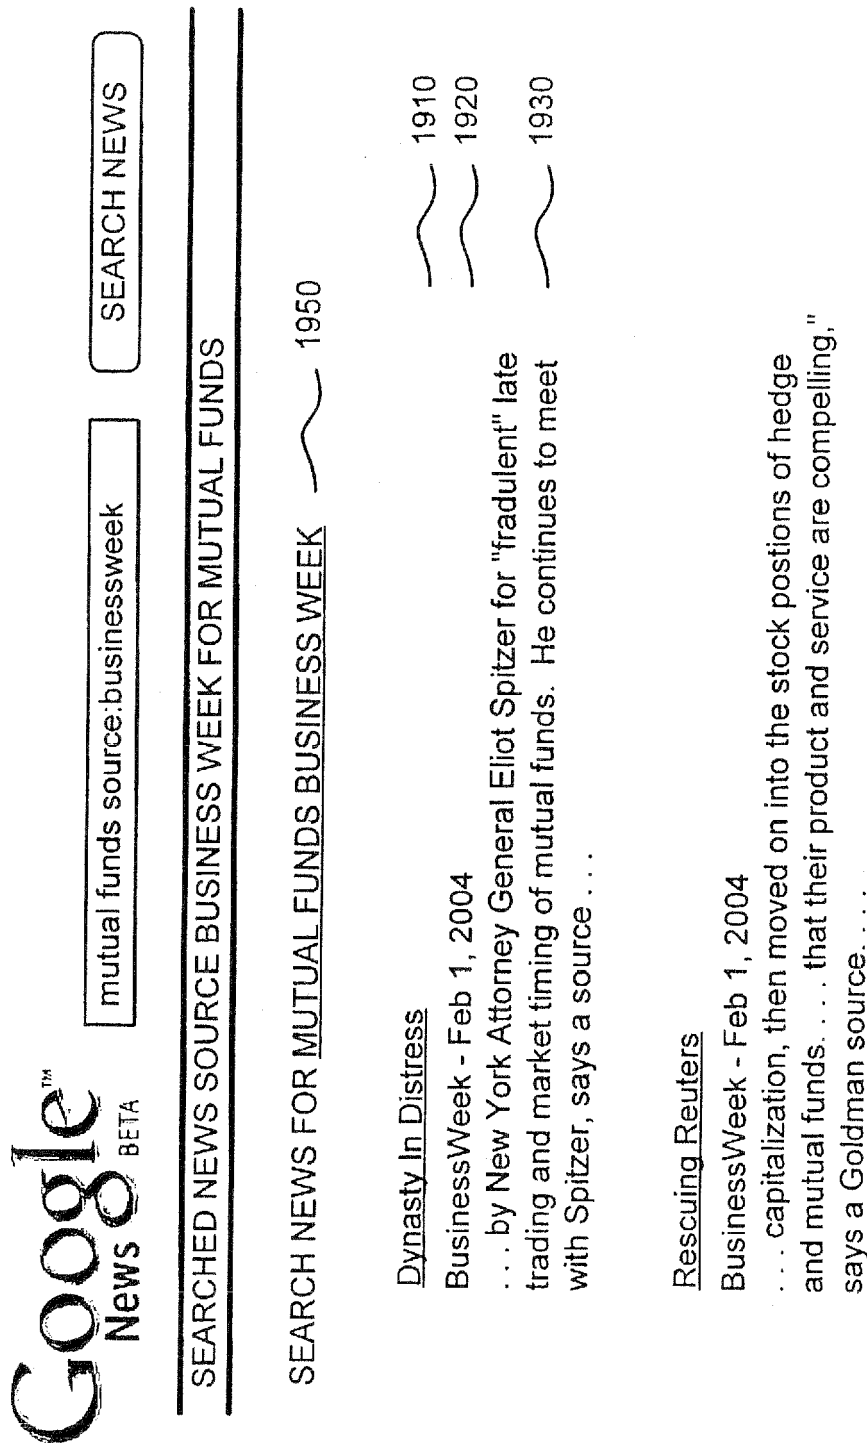 Google™
News BETA
mutual funds source:businessweek
SEARCH NEWS
SEARCHED NEWS SOURCE BUSINESS WEEK FOR MUTUAL FUNDS
SEARCH NEWS FOR MUTUAL FUNDS BUSINESS WEEK 1950
Dynasty In Distress 1910
BusinessWeek - Feb 1, 2004 1920
. . . by New York Attorney General Eliot Spitzer for "fradulent" late
trading and market timing of mutual funds. He continues to meet 1930
with Spitzer, says a source . . .
Rescuing Reuters
BusinessWeek - Feb 1, 2004
. . . capitalization, then moved on into the stock postions of hedge
and mutual funds. . . . that their product and service are compelling,"
says a Goldman source. . . . .